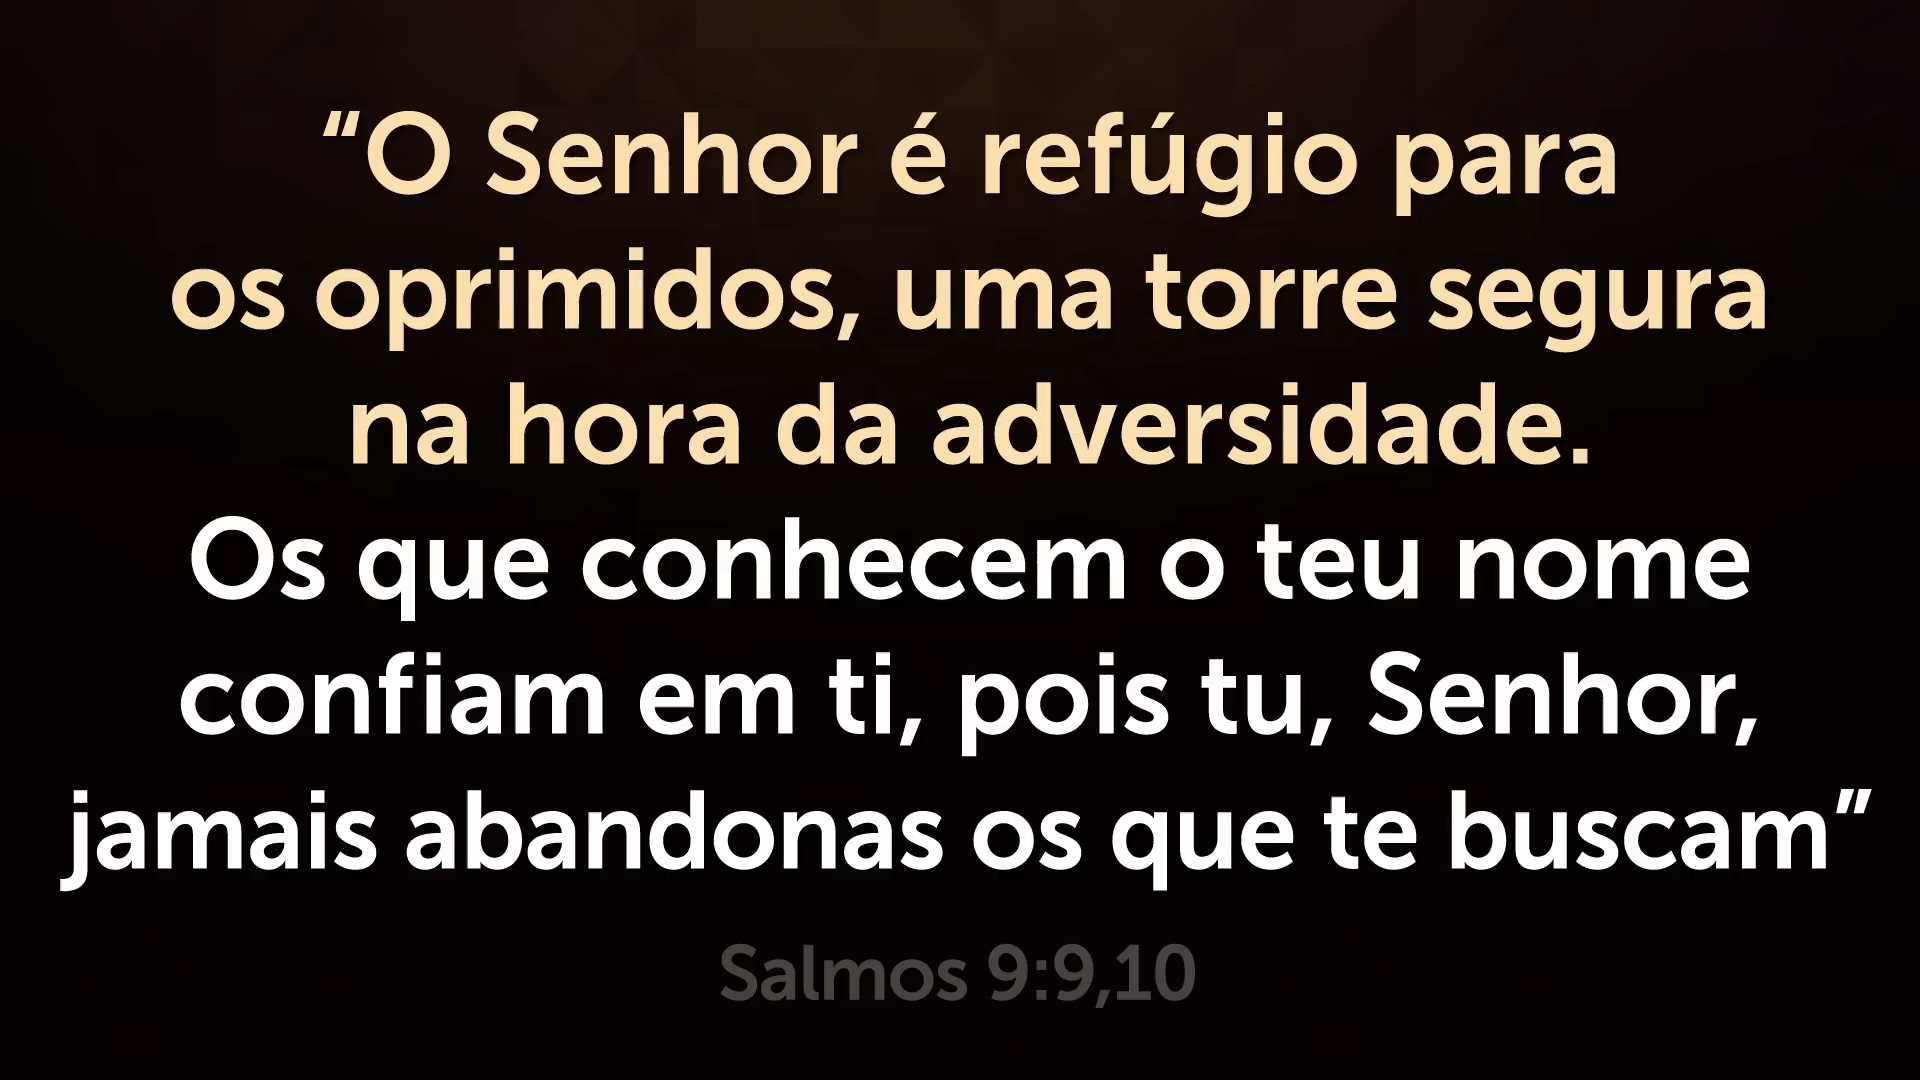 “O Senhor é refúgio para
os oprimidos, uma torre segura
na hora da adversidade.
Os que conhecem o teu nome
confiam em ti, pois tu, Senhor,
jamais abandonas os que te buscam”
Salmos 9:9,10